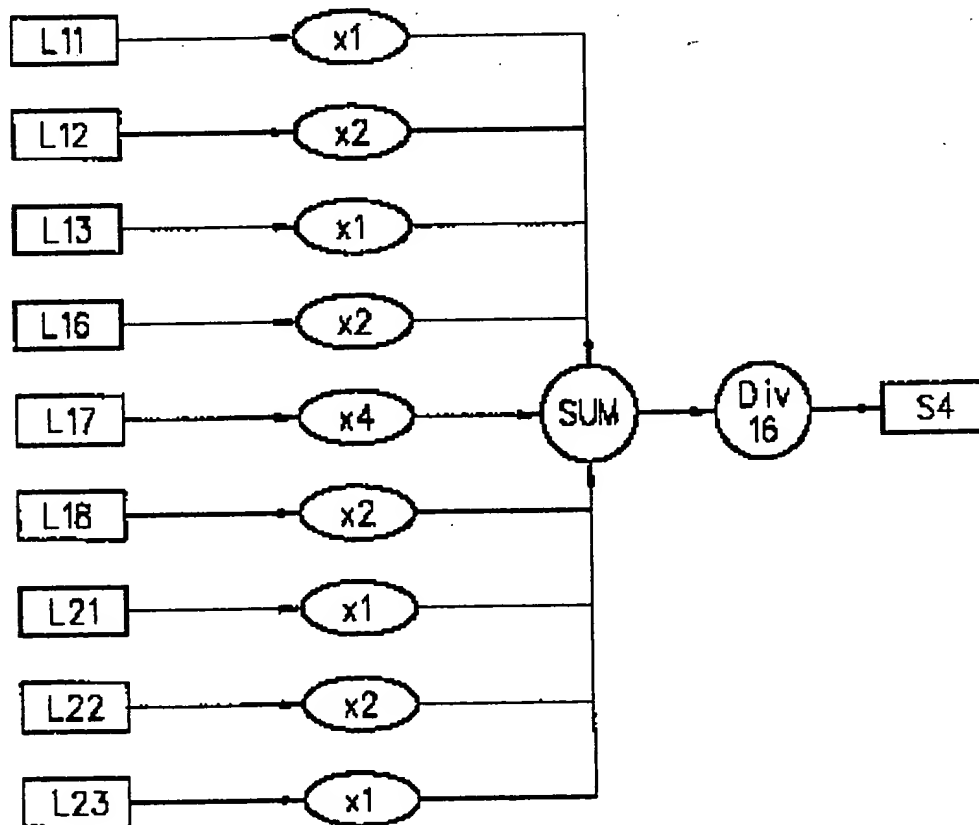 L11 x1
L12 x2
L13 x1
L16 x2
L17 x4 SUM Div 16 S4
L18 x2
L21 x1
L22 x2
L23 x1